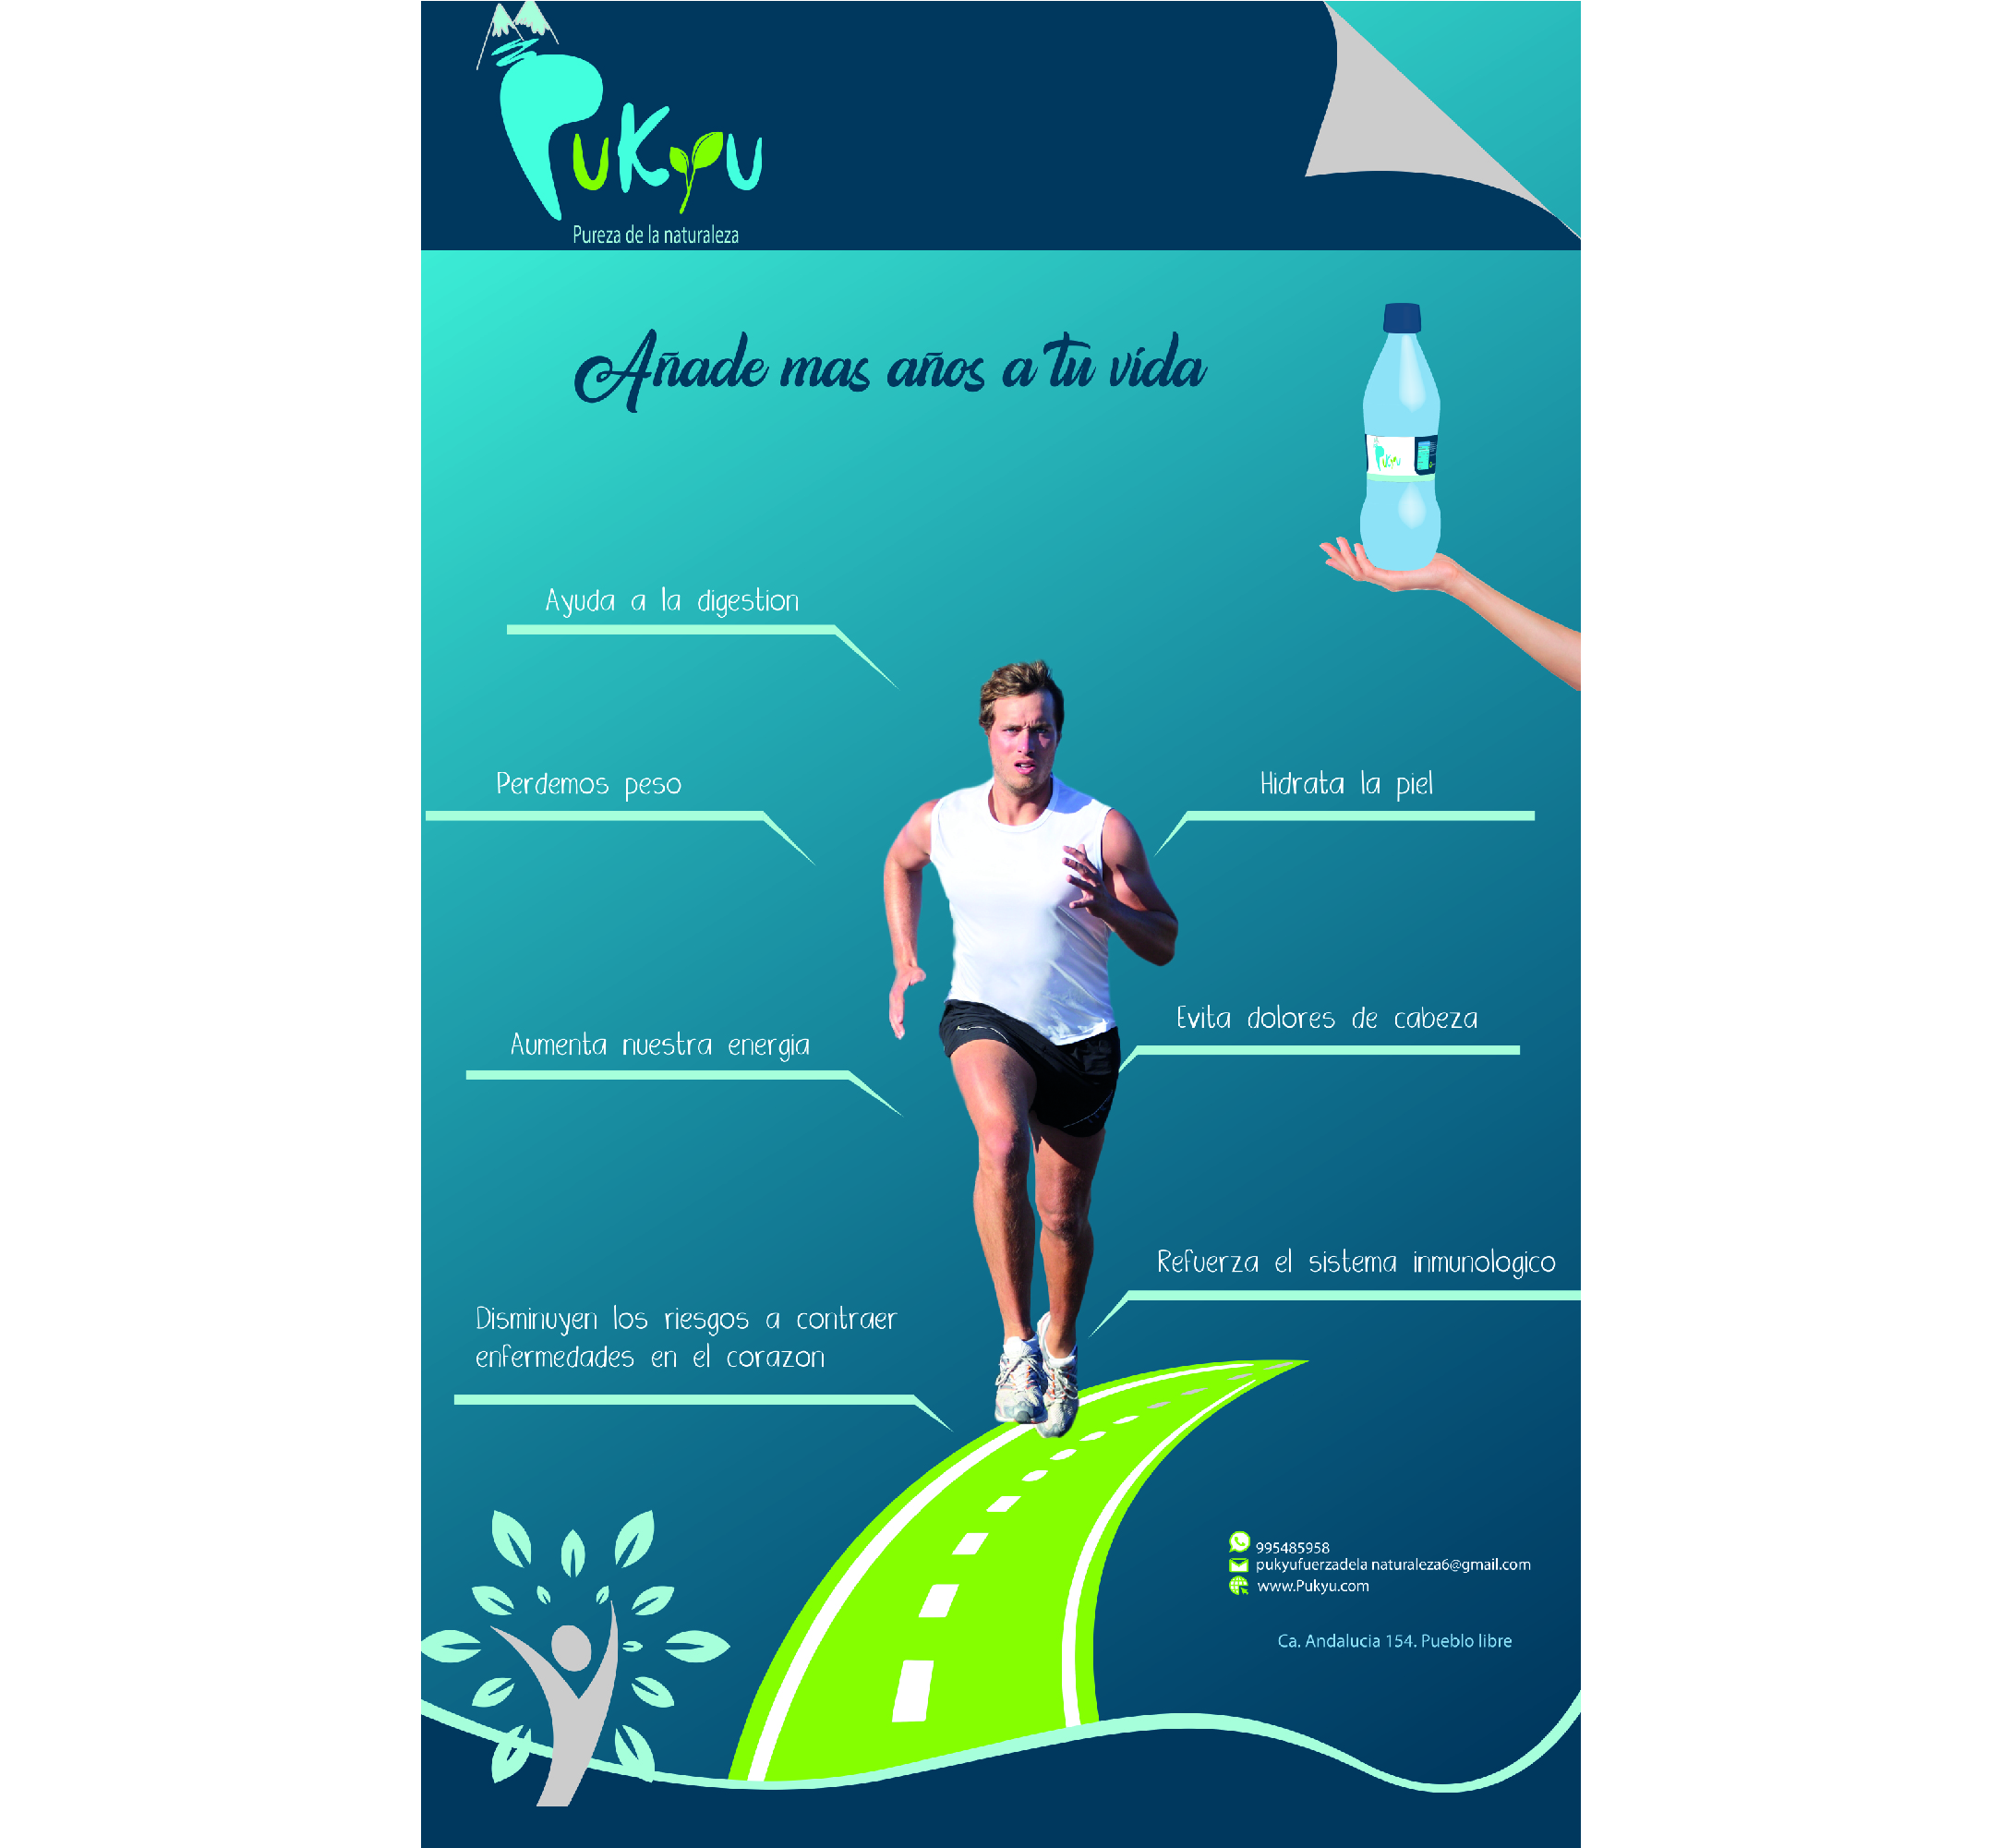 Pukyu
Pureza de la naturaleza
Añade mas años a tu vida
Pukyu
Ayuda a la digestion
Perdemos peso
Hidrata la piel
Evita dolores de cabeza
Aumenta nuestra energia
Refuerza el sistema inmunologico
Disminuyen los riesgos a contraer
enfermedades en el corazon
995485958
pukyufuerzadela naturaleza6@gmail.com
www.Pukyu.com
Ca. Andalucia 154. Pueblo libre